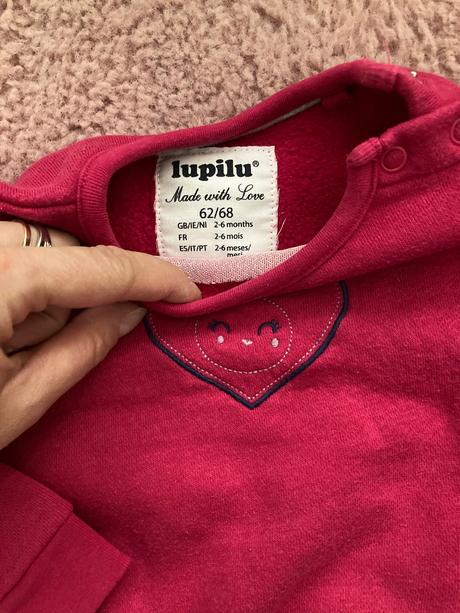 lupilu®
Made with Love
62/68
GB/IE/NI 2-6 months
FR 2-6 mois
ES/IT/PT 2-6 meses/
mesi